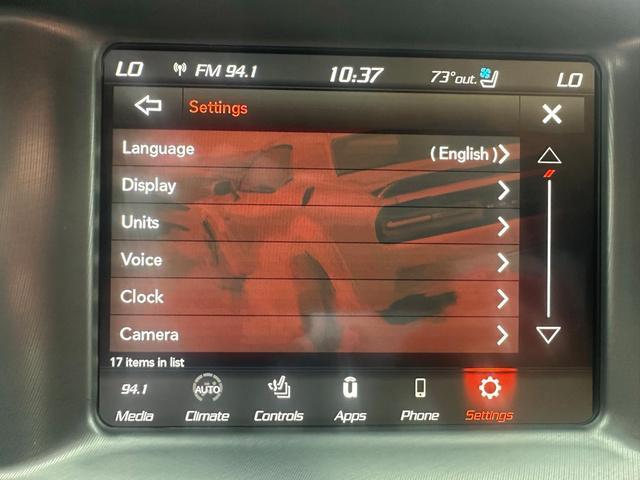 LO FM 94.1 10:37 73°out. LO
Settings
Language (English)
Display
Units
Voice
Clock
Camera
17 items in list
94.1 AUTO ū
Media Climate Controls Apps Phone Settings